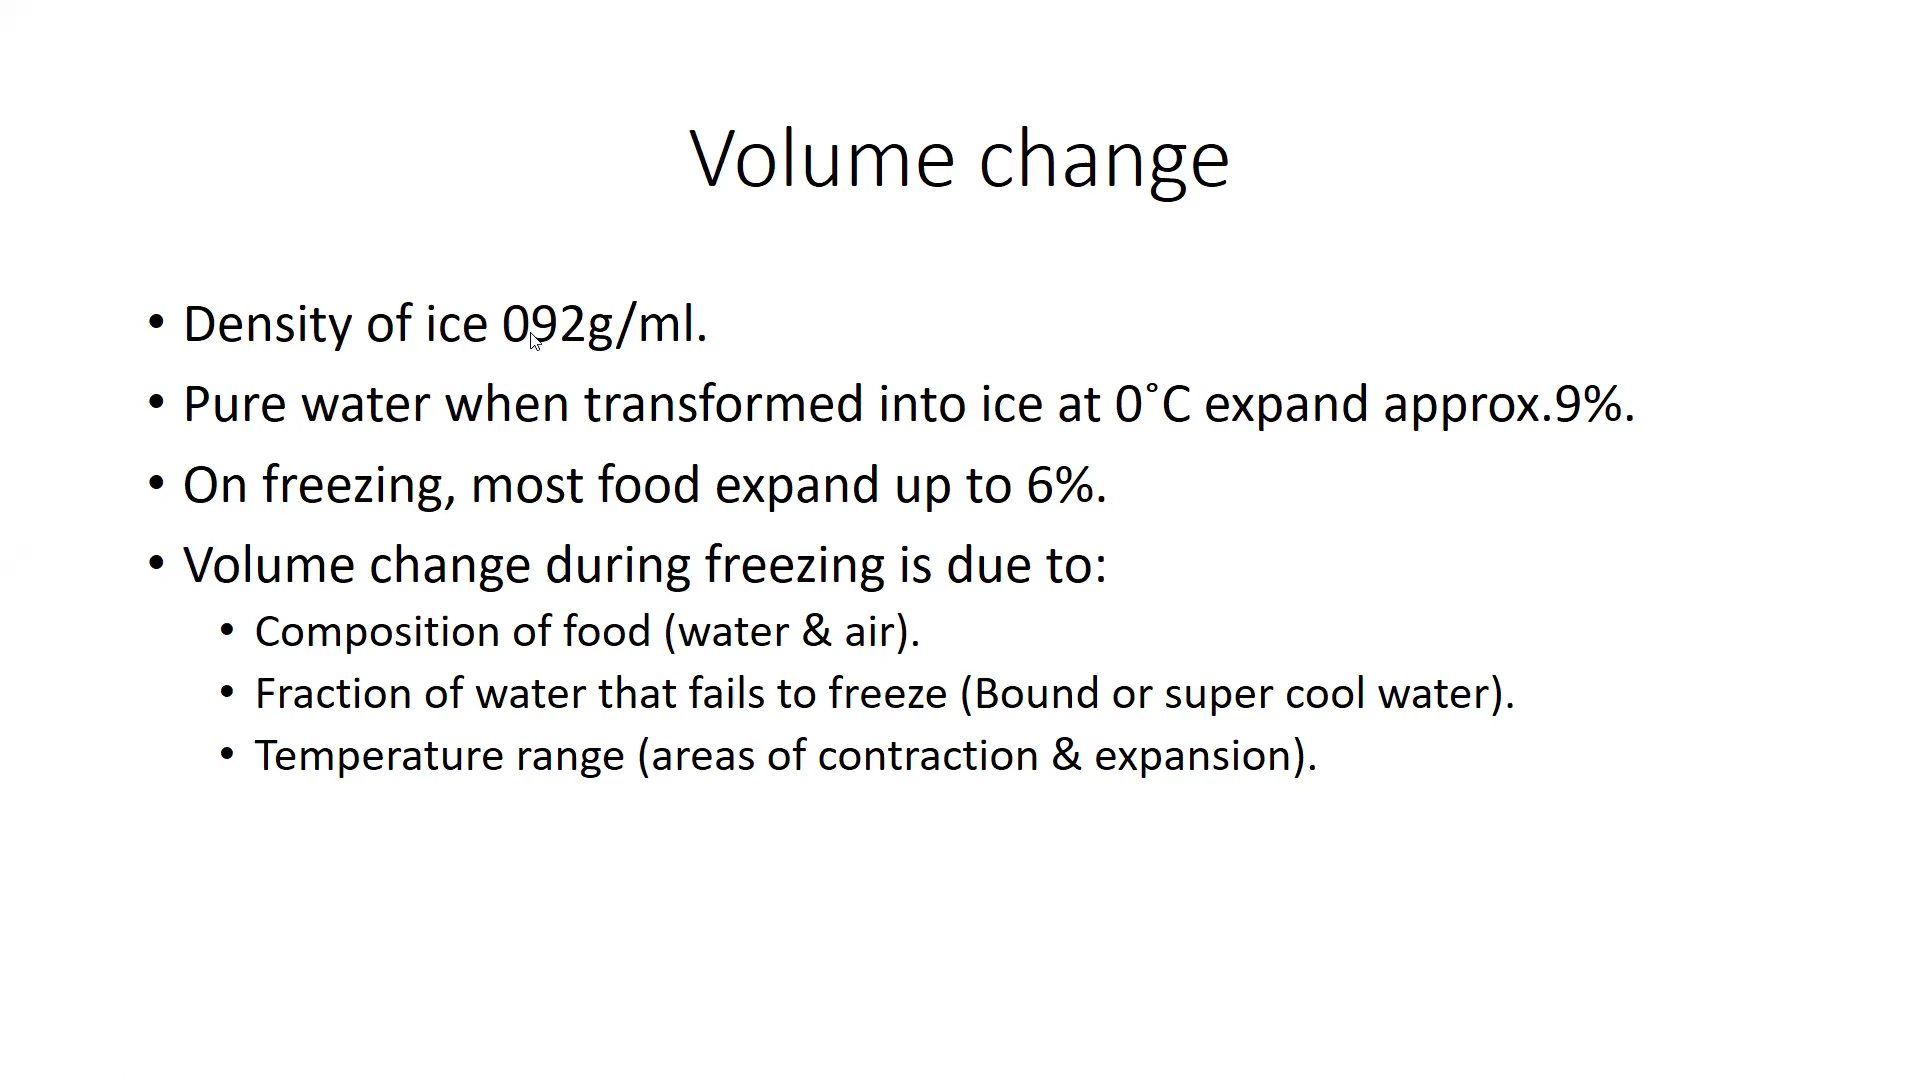 Volume change
• Density of ice 092g/ml.
• Pure water when transformed into ice at 0˚C expand approx.9%.
• On freezing, most food expand up to 6%.
• Volume change during freezing is due to:
• Composition of food (water & air).
• Fraction of water that fails to freeze (Bound or super cool water).
• Temperature range (areas of contraction & expansion).